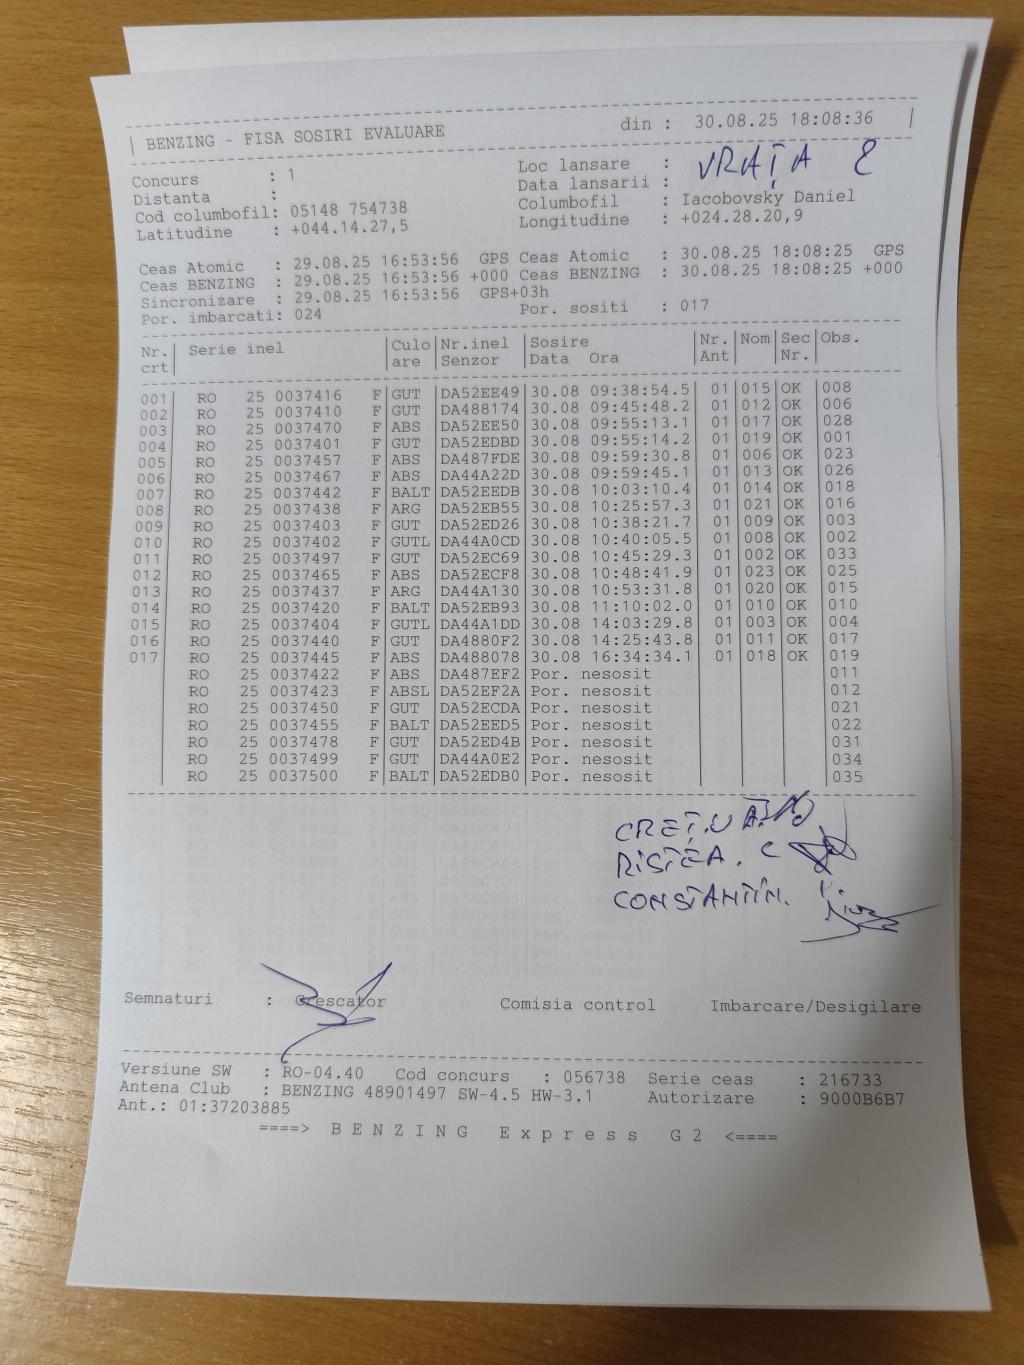 | BENZING - FISA SOSIRI EVALUARE din : 30.08.25 18:08:36 |
Concurs : 1 Loc lansare : VRAȚA 2
Distanta : Data lansarii :
Cod columbofil: 05148 754738 Columbofil : Iacobovsky Daniel
Latitudine : +044.14.27,5 Longitudine : +024.28.20,9
Ceas Atomic : 29.08.25 16:53:56 GPS Ceas Atomic : 30.08.25 18:08:25 GPS
Ceas BENZING : 29.08.25 16:53:56 +000 Ceas BENZING : 30.08.25 18:08:25 +000
Sincronizare : 29.08.25 16:53:56 GPS+03h
Por. imbarcati: 024 Por. sositi : 017
Nr. | Serie inel | Culo | Nr.inel | Sosire | Nr. | Nom | Sec | Obs.
crt | | are | Senzor | Data Ora | Ant | | Nr. |
001 | RO 25 0037416 F | GUT | DA52EE49 | 30.08 09:38:54.5 | 01 | 015 | OK | 008
002 | RO 25 0037410 F | GUT | DA488174 | 30.08 09:45:48.2 | 01 | 012 | OK | 006
003 | RO 25 0037470 F | ABS | DA52EE50 | 30.08 09:55:13.1 | 01 | 017 | OK | 028
004 | RO 25 0037401 F | GUT | DA52EDBD | 30.08 09:55:14.2 | 01 | 019 | OK | 001
005 | RO 25 0037457 F | ABS | DA487FDE | 30.08 09:59:30.8 | 01 | 006 | OK | 023
006 | RO 25 0037467 F | ABS | DA44A22D | 30.08 09:59:45.1 | 01 | 013 | OK | 026
007 | RO 25 0037442 F | BALT | DA52EEDB | 30.08 10:03:10.4 | 01 | 014 | OK | 018
008 | RO 25 0037438 F | ARG | DA52EB55 | 30.08 10:25:57.3 | 01 | 021 | OK | 016
009 | RO 25 0037403 F | GUT | DA52ED26 | 30.08 10:38:21.7 | 01 | 009 | OK | 003
010 | RO 25 0037402 F | GUTL | DA44A0CD | 30.08 10:40:05.5 | 01 | 008 | OK | 002
011 | RO 25 0037497 F | GUT | DA52EC69 | 30.08 10:45:29.3 | 01 | 002 | OK | 033
012 | RO 25 0037465 F | ABS | DA52ECF8 | 30.08 10:48:41.9 | 01 | 023 | OK | 025
013 | RO 25 0037437 F | ARG | DA44A130 | 30.08 10:53:31.8 | 01 | 020 | OK | 015
014 | RO 25 0037420 F | BALT | DA52EB93 | 30.08 11:10:02.0 | 01 | 010 | OK | 010
015 | RO 25 0037404 F | GUTL | DA44A1DD | 30.08 14:03:29.8 | 01 | 003 | OK | 004
016 | RO 25 0037440 F | GUT | DA4880F2 | 30.08 14:25:43.8 | 01 | 011 | OK | 017
017 | RO 25 0037445 F | ABS | DA488078 | 30.08 16:34:34.1 | 01 | 018 | OK | 019
RO 25 0037422 F | ABS | DA487EF2 | Por. nesosit | | | | 011
RO 25 0037423 F | ABSL | DA52EF2A | Por. nesosit | | | | 012
RO 25 0037450 F | GUT | DA52ECDA | Por. nesosit | | | | 021
RO 25 0037455 F | BALT | DA52EED5 | Por. nesosit | | | | 022
RO 25 0037478 F | GUT | DA52ED4B | Por. nesosit | | | | 031
RO 25 0037499 F | GUT | DA44A0E2 | Por. nesosit | | | | 034
RO 25 0037500 F | BALT | DA52EDB0 | Por. nesosit | | | | 035
CREȚU
RISTEA. C
CONSTANTIN.
Semnaturi : Crescator Comisia control Imbarcare/Desigilare
Versiune SW : RO-04.40 Cod concurs : 056738 Serie ceas : 216733
Antena Club : BENZING 48901497 SW-4.5 HW-3.1 Autorizare : 9000B6B7
Ant.: 01:37203885
====> B E N Z I N G E x p r e s s G 2 <====